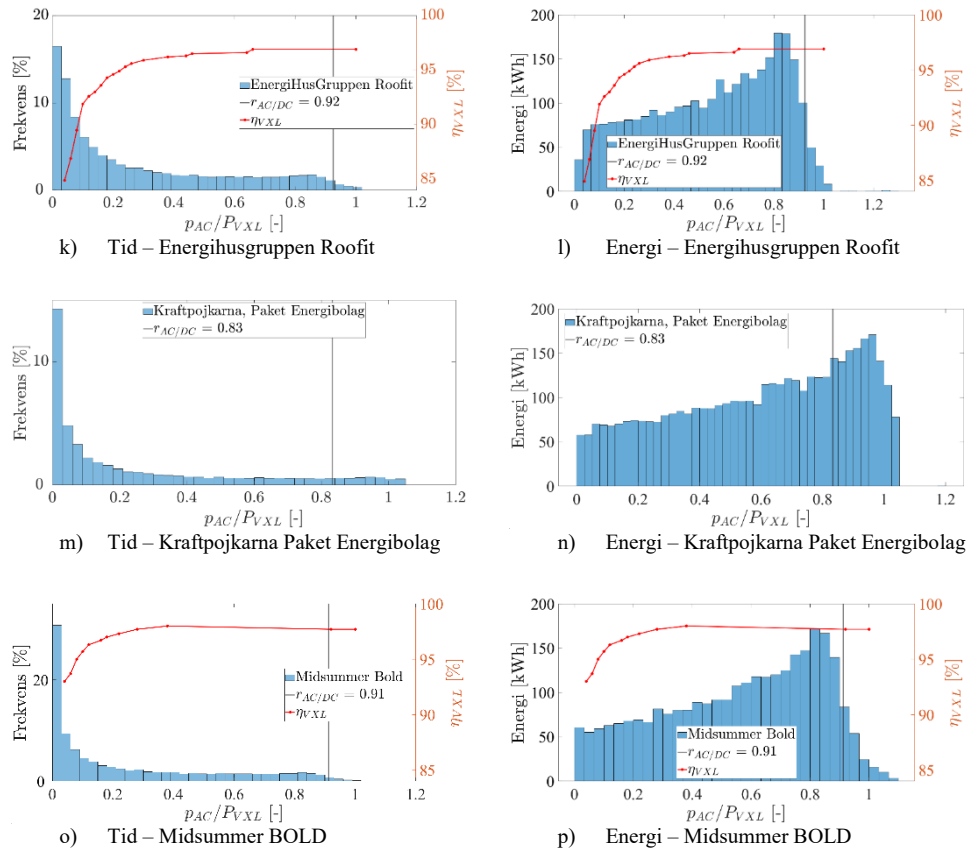 20
10
0
Frekvens [%]
100
95
90
85
η_VXL [%]
EnergiHusGruppen Roofit
r_AC/DC = 0.92
η_VXL
0 0.2 0.4 0.6 0.8 1 1.2
p_AC/P_VXL [-]
k) Tid – Energihusgruppen Roofit
200
150
100
50
0
Energi [kWh]
100
95
90
85
η_VXL [%]
EnergiHusGruppen Roofit
r_AC/DC = 0.92
η_VXL
0 0.2 0.4 0.6 0.8 1 1.2
p_AC/P_VXL [-]
l) Energi – Energihusgruppen Roofit
10
0
Frekvens [%]
Kraftpojkarna, Paket Energibolag
r_AC/DC = 0.83
0 0.2 0.4 0.6 0.8 1 1.2
p_AC/P_VXL [-]
m) Tid – Kraftpojkarna Paket Energibolag
200
150
100
50
0
Energi [kWh]
Kraftpojkarna, Paket Energibolag
r_AC/DC = 0.83
0 0.2 0.4 0.6 0.8 1 1.2
p_AC/P_VXL [-]
n) Energi – Kraftpojkarna Paket Energibolag
20
0
Frekvens [%]
100
95
90
85
η_VXL [%]
Midsummer Bold
r_AC/DC = 0.91
η_VXL
0 0.2 0.4 0.6 0.8 1 1.2
p_AC/P_VXL [-]
o) Tid – Midsummer BOLD
200
150
100
50
0
Energi [kWh]
100
95
90
85
η_VXL [%]
Midsummer Bold
r_AC/DC = 0.91
η_VXL
0 0.2 0.4 0.6 0.8 1
p_AC/P_VXL [-]
p) Energi – Midsummer BOLD